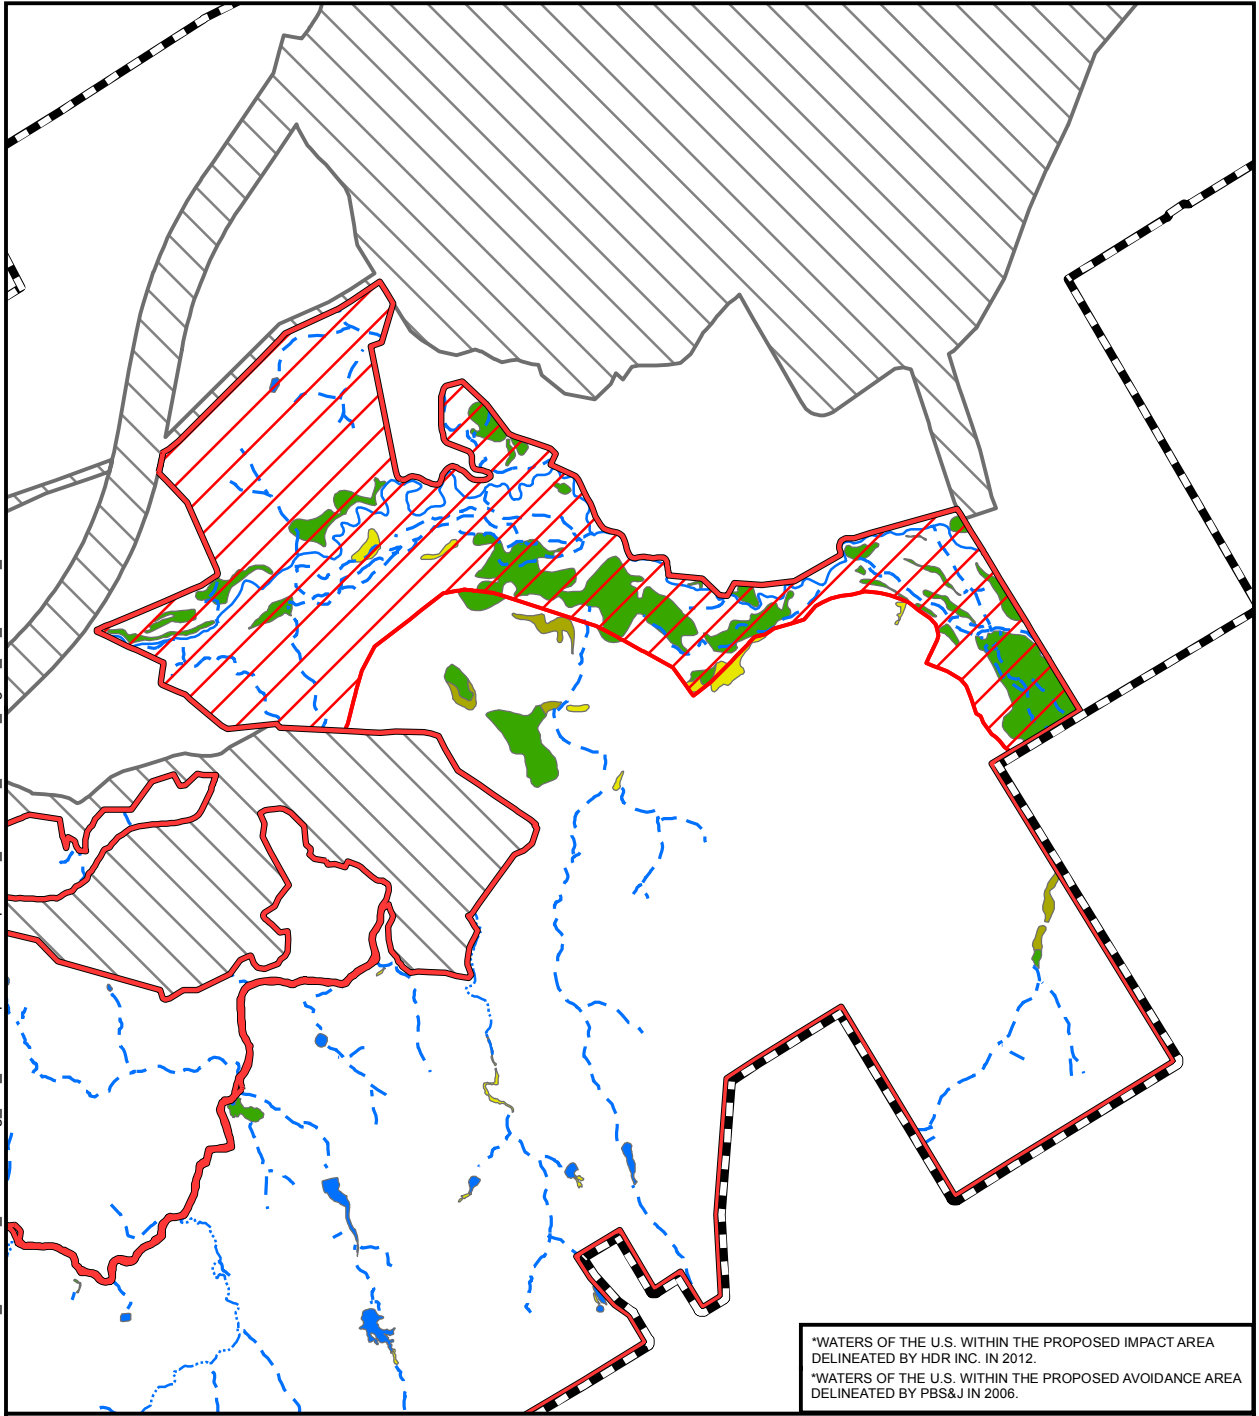 *WATERS OF THE U.S. WITHIN THE PROPOSED IMPACT AREA
DELINEATED BY HDR INC. IN 2012.
*WATERS OF THE U.S. WITHIN THE PROPOSED AVOIDANCE AREA
DELINEATED BY PBS&J IN 2006.